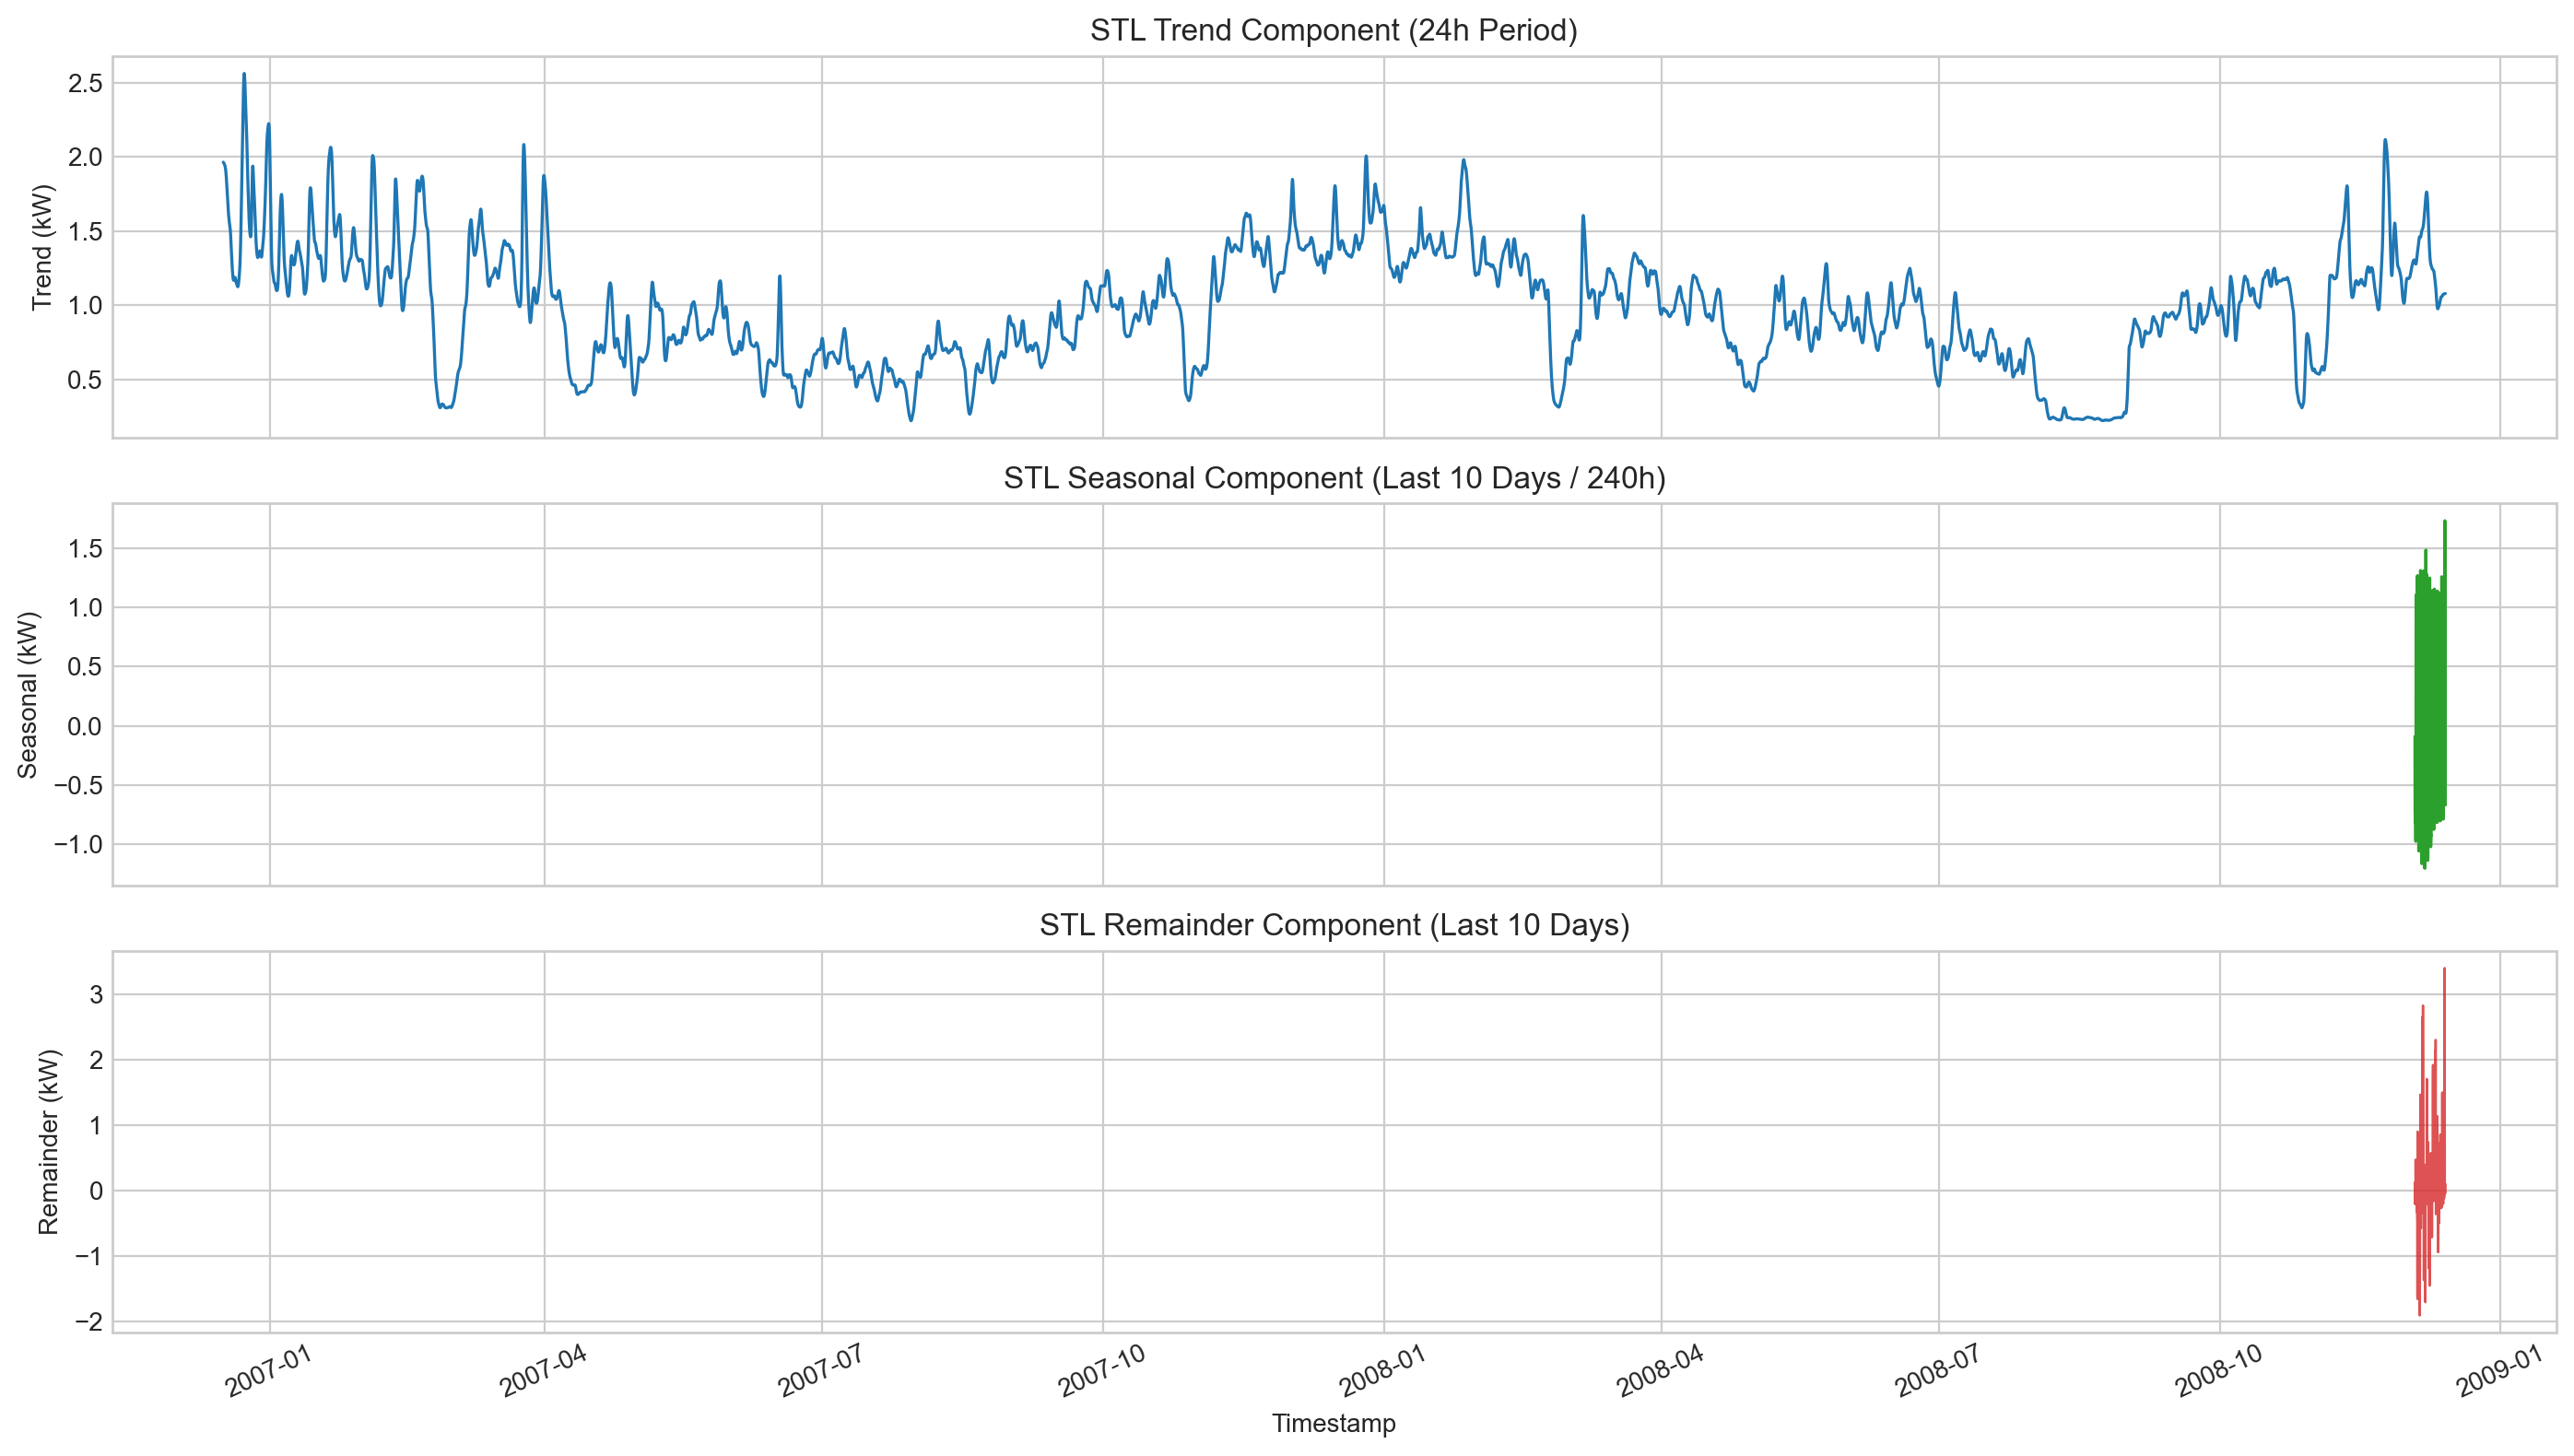 STL Trend Component (24h Period)
Trend (kW)
2.5
2.0
1.5
1.0
0.5
STL Seasonal Component (Last 10 Days / 240h)
Seasonal (kW)
1.5
1.0
0.5
0.0
−0.5
−1.0
STL Remainder Component (Last 10 Days)
Remainder (kW)
3
2
1
0
−1
−2
2007-01 2007-04 2007-07 2007-10 2008-01 2008-04 2008-07 2008-10 2009-01
Timestamp